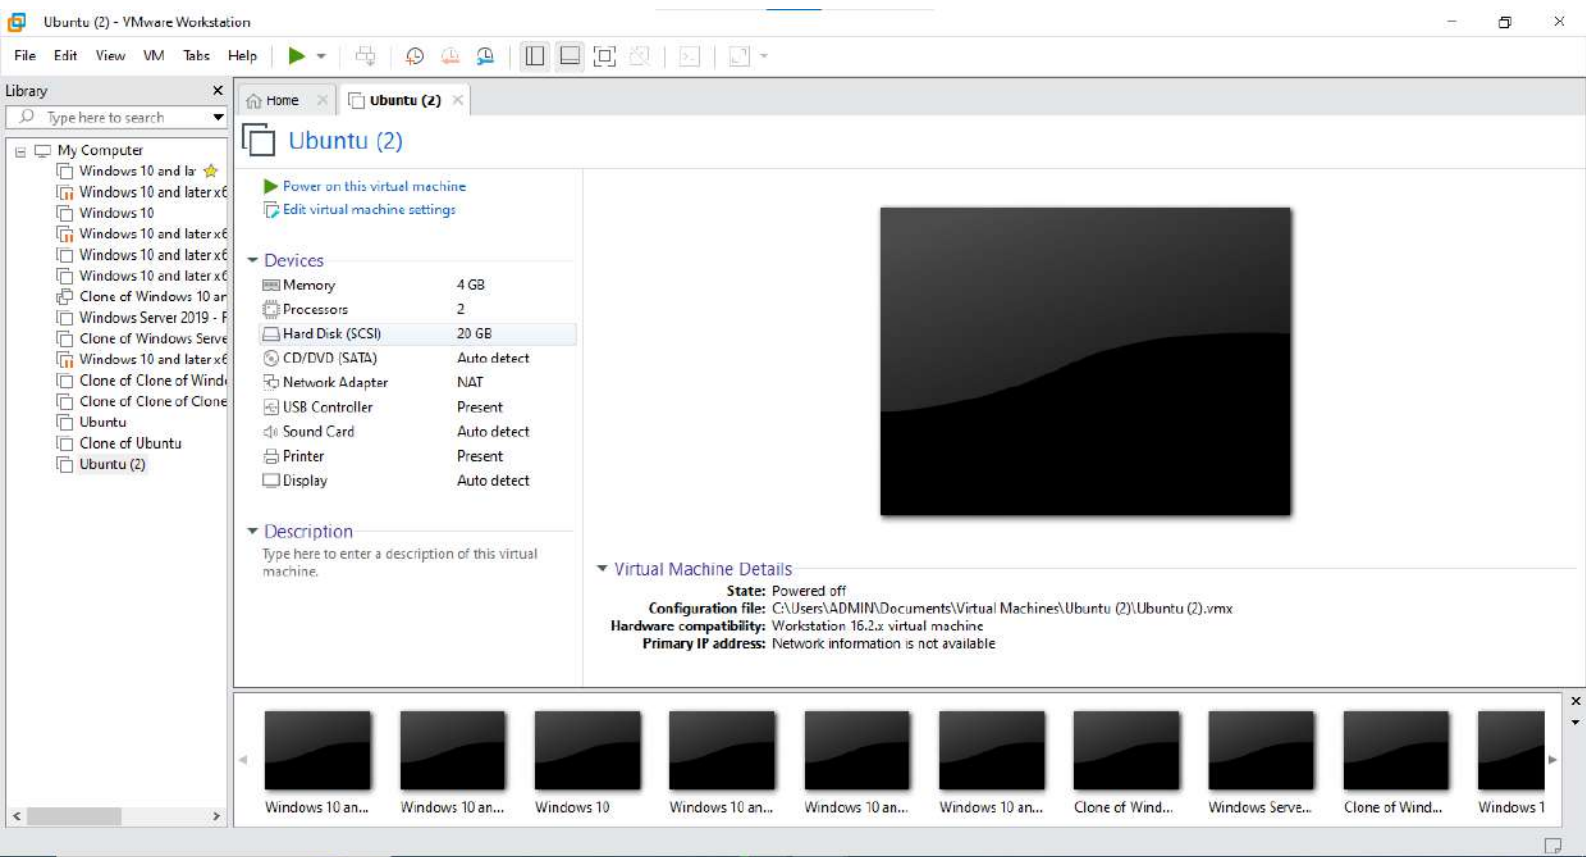 Ubuntu (2) - VMware Workstation
File Edit View VM Tabs Help
Library
Type here to search
My Computer
Windows 10 and la
Windows 10 and later x6
Windows 10
Windows 10 and later x6
Windows 10 and later x6
Windows 10 and later x6
Clone of Windows 10 an
Windows Server 2019 - F
Clone of Windows Serve
Windows 10 and later x6
Clone of Clone of Windo
Clone of Clone of Clone
Ubuntu
Clone of Ubuntu
Ubuntu (2)
Home
Ubuntu (2)
Ubuntu (2)
Power on this virtual machine
Edit virtual machine settings
Devices
Memory 4 GB
Processors 2
Hard Disk (SCSI) 20 GB
CD/DVD (SATA) Auto detect
Network Adapter NAT
USB Controller Present
Sound Card Auto detect
Printer Present
Display Auto detect
Description
Type here to enter a description of this virtual
machine.
Virtual Machine Details
State: Powered off
Configuration file: C:\Users\ADMIN\Documents\Virtual Machines\Ubuntu (2)\Ubuntu (2).vmx
Hardware compatibility: Workstation 16.2.x virtual machine
Primary IP address: Network information is not available
Windows 10 an... Windows 10 an... Windows 10 Windows 10 an... Windows 10 an... Windows 10 an... Clone of Wind... Windows Serve... Clone of Wind... Windows 1